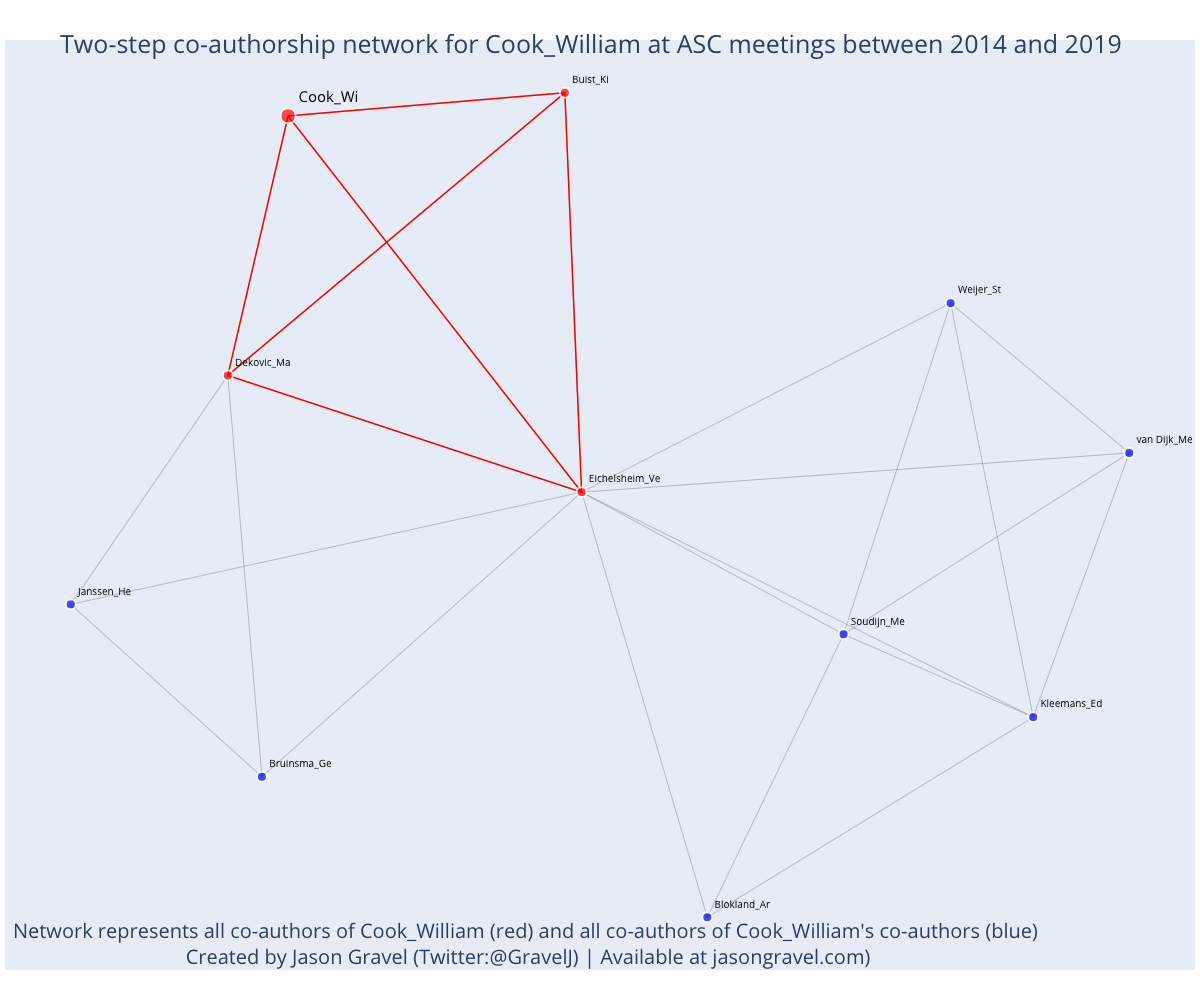 Two-step co-authorship network for Cook_William at ASC meetings between 2014 and 2019
Buist_Ki
Cook_Wi
Weijer_St
Dekovic_Ma
van Dijk_Me
Eichelsheim_Ve
Janssen_He
Soudijn_Me
Kleemans_Ed
Bruinsma_Ge
Blokland_Ar
Network represents all co-authors of Cook_William (red) and all co-authors of Cook_William's co-authors (blue)
Created by Jason Gravel (Twitter:@GravelJ) | Available at jasongravel.com)